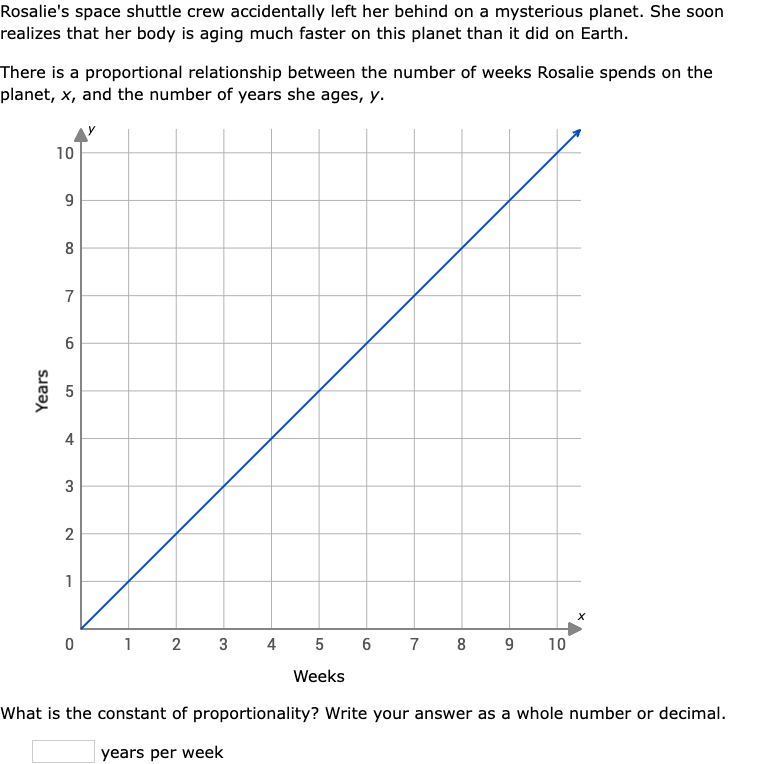 Rosalie's space shuttle crew accidentally left her behind on a mysterious planet. She soon
realizes that her body is aging much faster on this planet than it did on Earth.
There is a proportional relationship between the number of weeks Rosalie spends on the
planet, x, and the number of years she ages, y.
y
10
9
8
7
6
5
4
3
2
1
Years
x
0 1 2 3 4 5 6 7 8 9 10
Weeks
What is the constant of proportionality? Write your answer as a whole number or decimal.
years per week